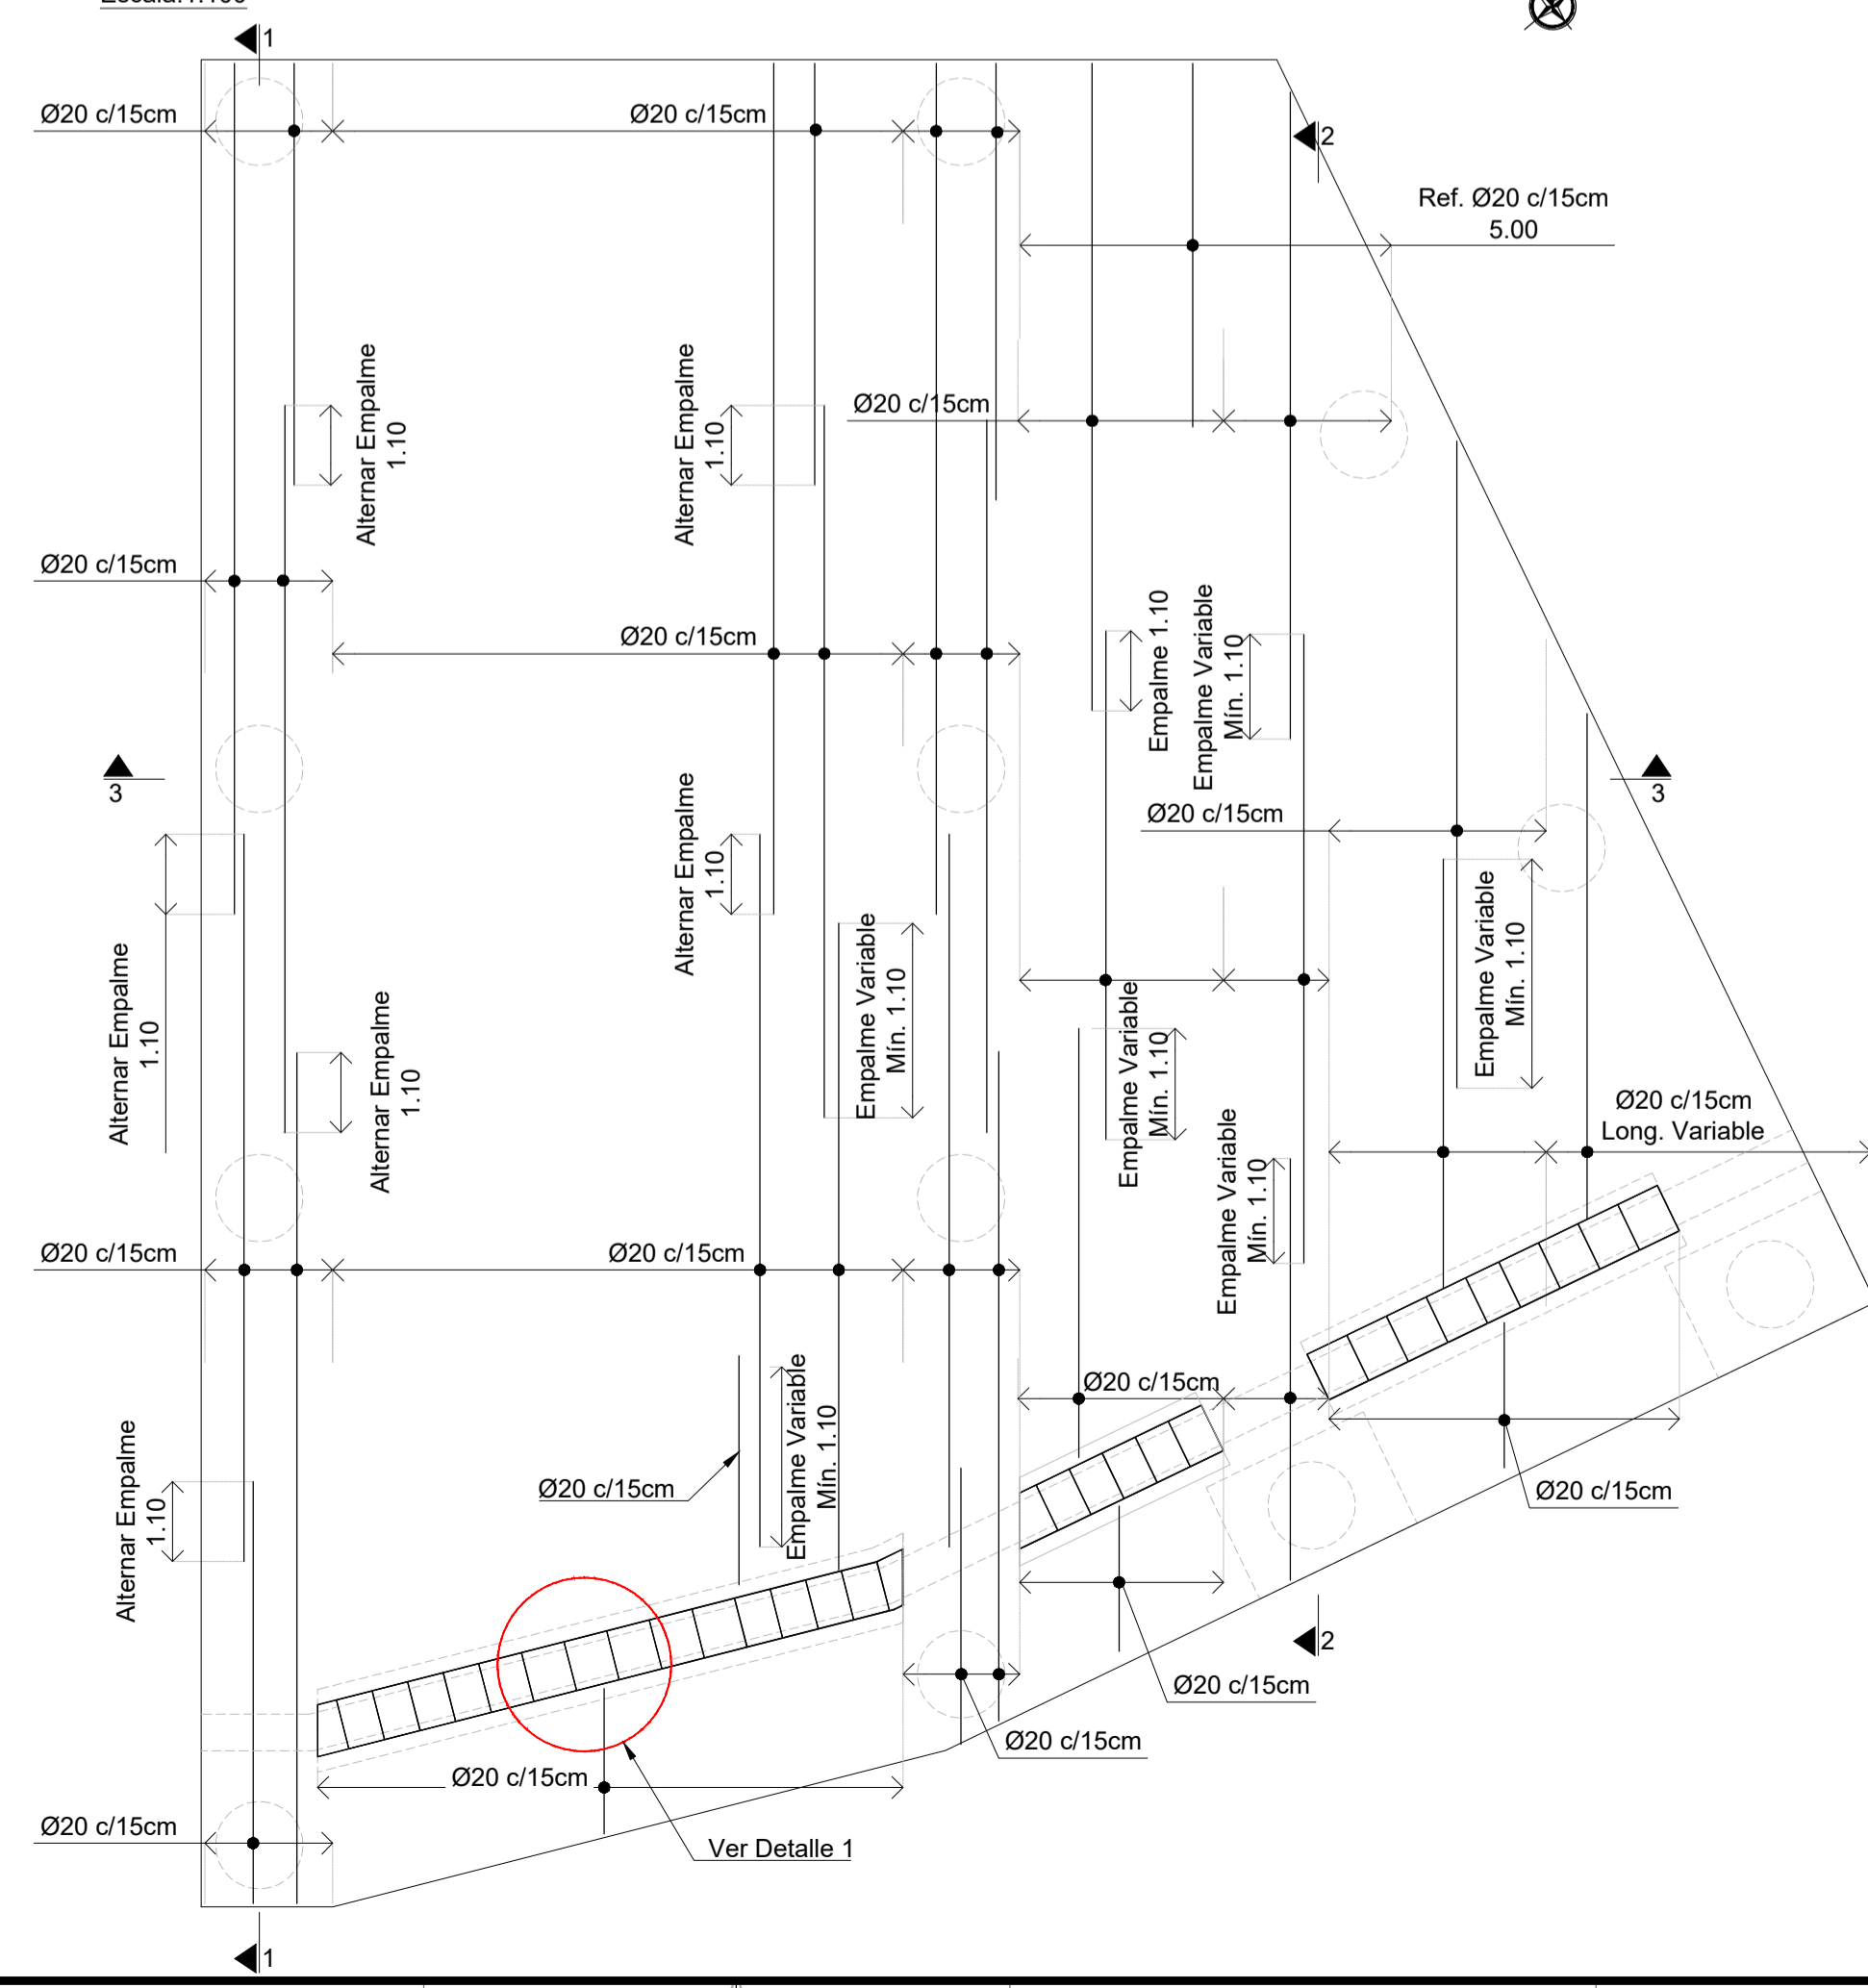 1
Ø20 c/15cm
Ø20 c/15cm
2
Ref. Ø20 c/15cm
5.00
Alternar Empalme
1.10
Alternar Empalme
1.10
Ø20 c/15cm
Ø20 c/15cm
Ø20 c/15cm
Empalme 1.10
Empalme Variable
Mín. 1.10
3
3
Ø20 c/15cm
Alternar Empalme
1.10
Alternar Empalme
1.10
Alternar Empalme
1.10
Empalme Variable
Mín. 1.10
Empalme Variable
Mín. 1.10
Empalme Variable
Mín. 1.10
Ø20 c/15cm
Long. Variable
Empalme Variable
Mín. 1.10
Ø20 c/15cm
Ø20 c/15cm
Ø20 c/15cm
Alternar Empalme
1.10
Ø20 c/15cm
Empalme Variable
Mín. 1.10
Ø20 c/15cm
2
Ø20 c/15cm
Ø20 c/15cm
Ø20 c/15cm
Ø20 c/15cm
Ver Detalle 1
1